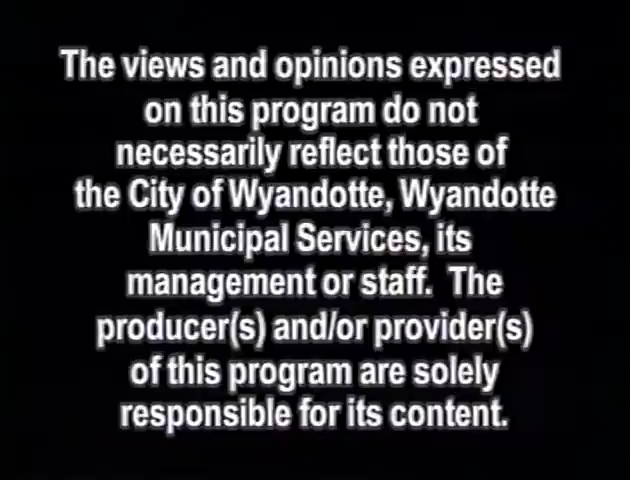 The views and opinions expressed
on this program do not
necessarily reflect those of
the City of Wyandotte, Wyandotte
Municipal Services, its
management or staff.  The
producer(s) and/or provider(s)
of this program are solely
responsible for its content.